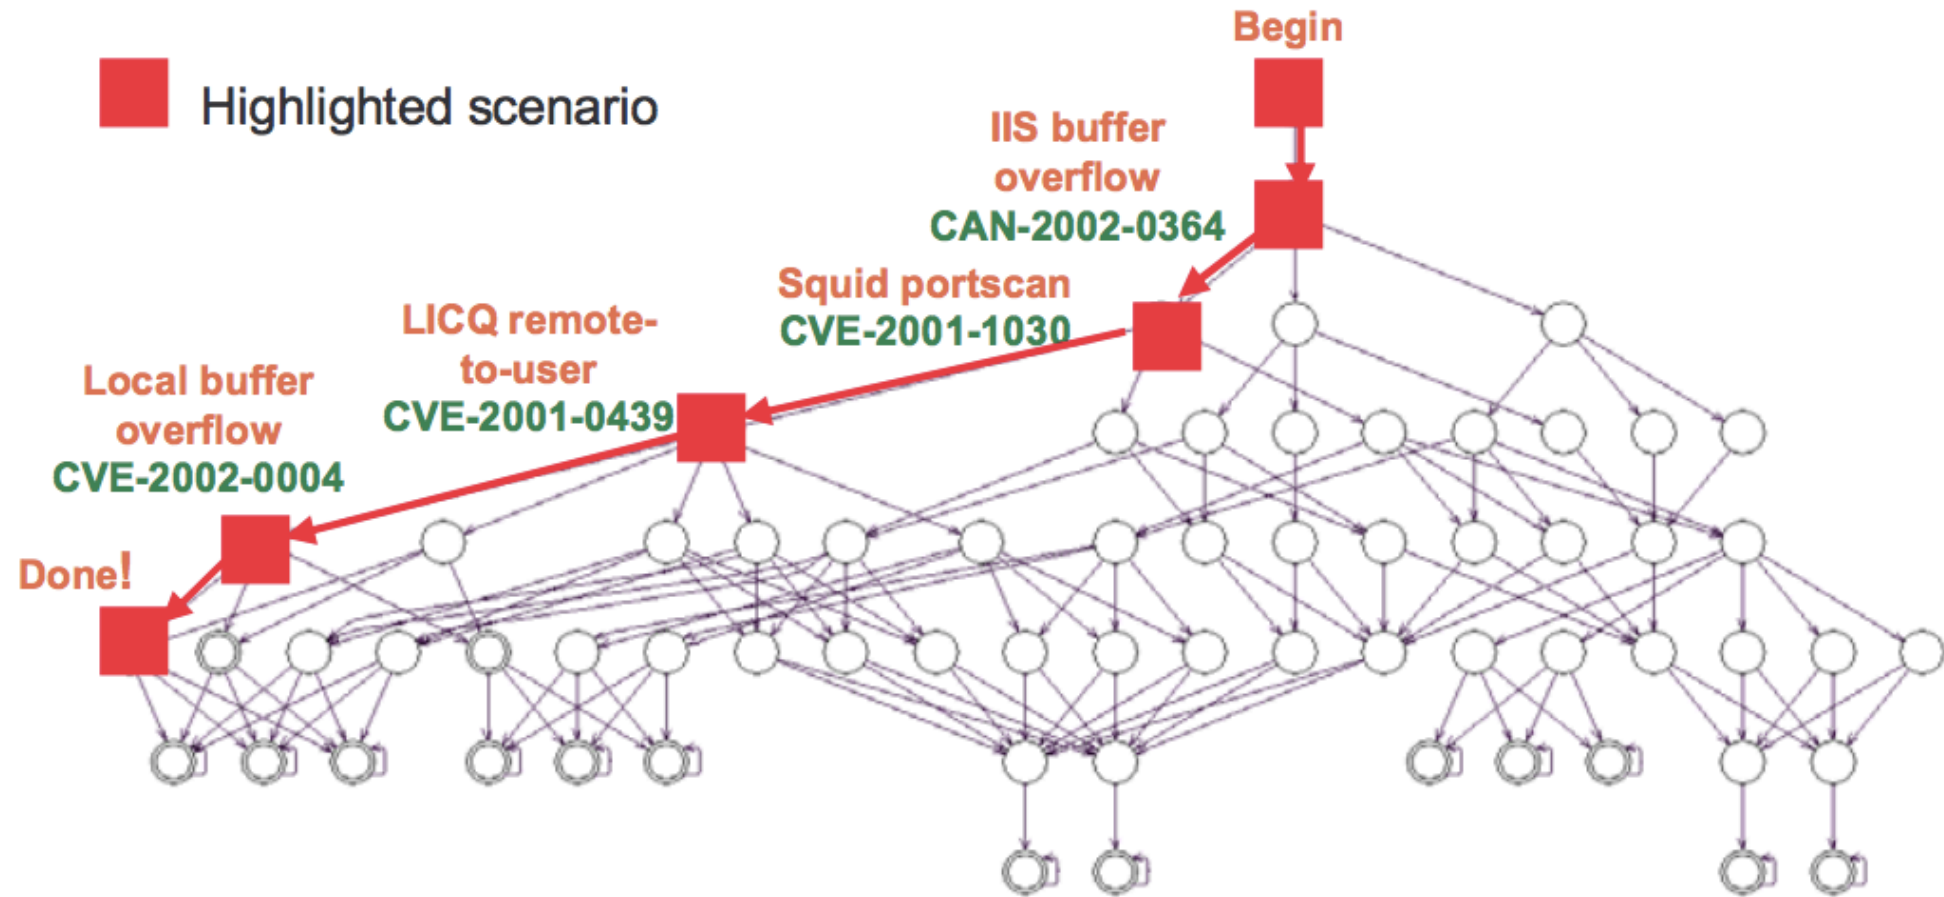 Begin
Highlighted scenario
IIS buffer
overflow
CAN-2002-0364
Squid portscan
CVE-2001-1030
LICQ remote-
to-user
CVE-2001-0439
Local buffer
overflow
CVE-2002-0004
Done!